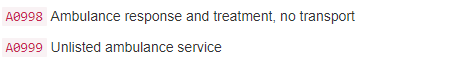 A0998 Ambulance response and treatment, no transport
A0999 Unlisted ambulance service